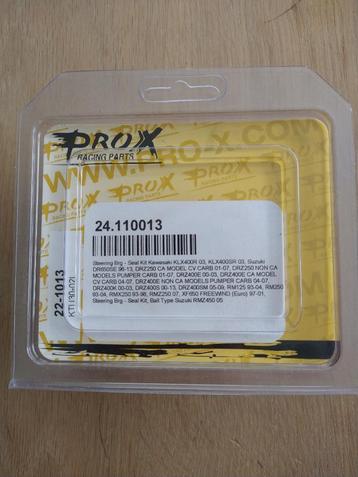 PROX
RACING PARTS
WWW.PRO-X.COM
24.110013
Steering Brg - Seal Kit Kawasaki KLX400R 03, KLX400SR 03, Suzuki
DR650SE 96-13, DRZ250 CA MODEL CV CARB 01-07, DRZ250 NON CA
MODELS PUMPER CARB 01-07, DRZ400E 00-03, DRZ400E CA MODEL
CV CARB 04-07, DRZ400E NON CA MODELS PUMPER CARB 04-07,
DRZ400K 00-03, DRZ400S 00-13, DRZ400SM 05-09, RM125 93-04, RM250
93-04, RMX250 93-98, RMZ250 07, XF650 FREEWIND (Euro) 97-01,
Steering Brg - Seal Kit, Ball Type Suzuki RMZ450 05
22-1013